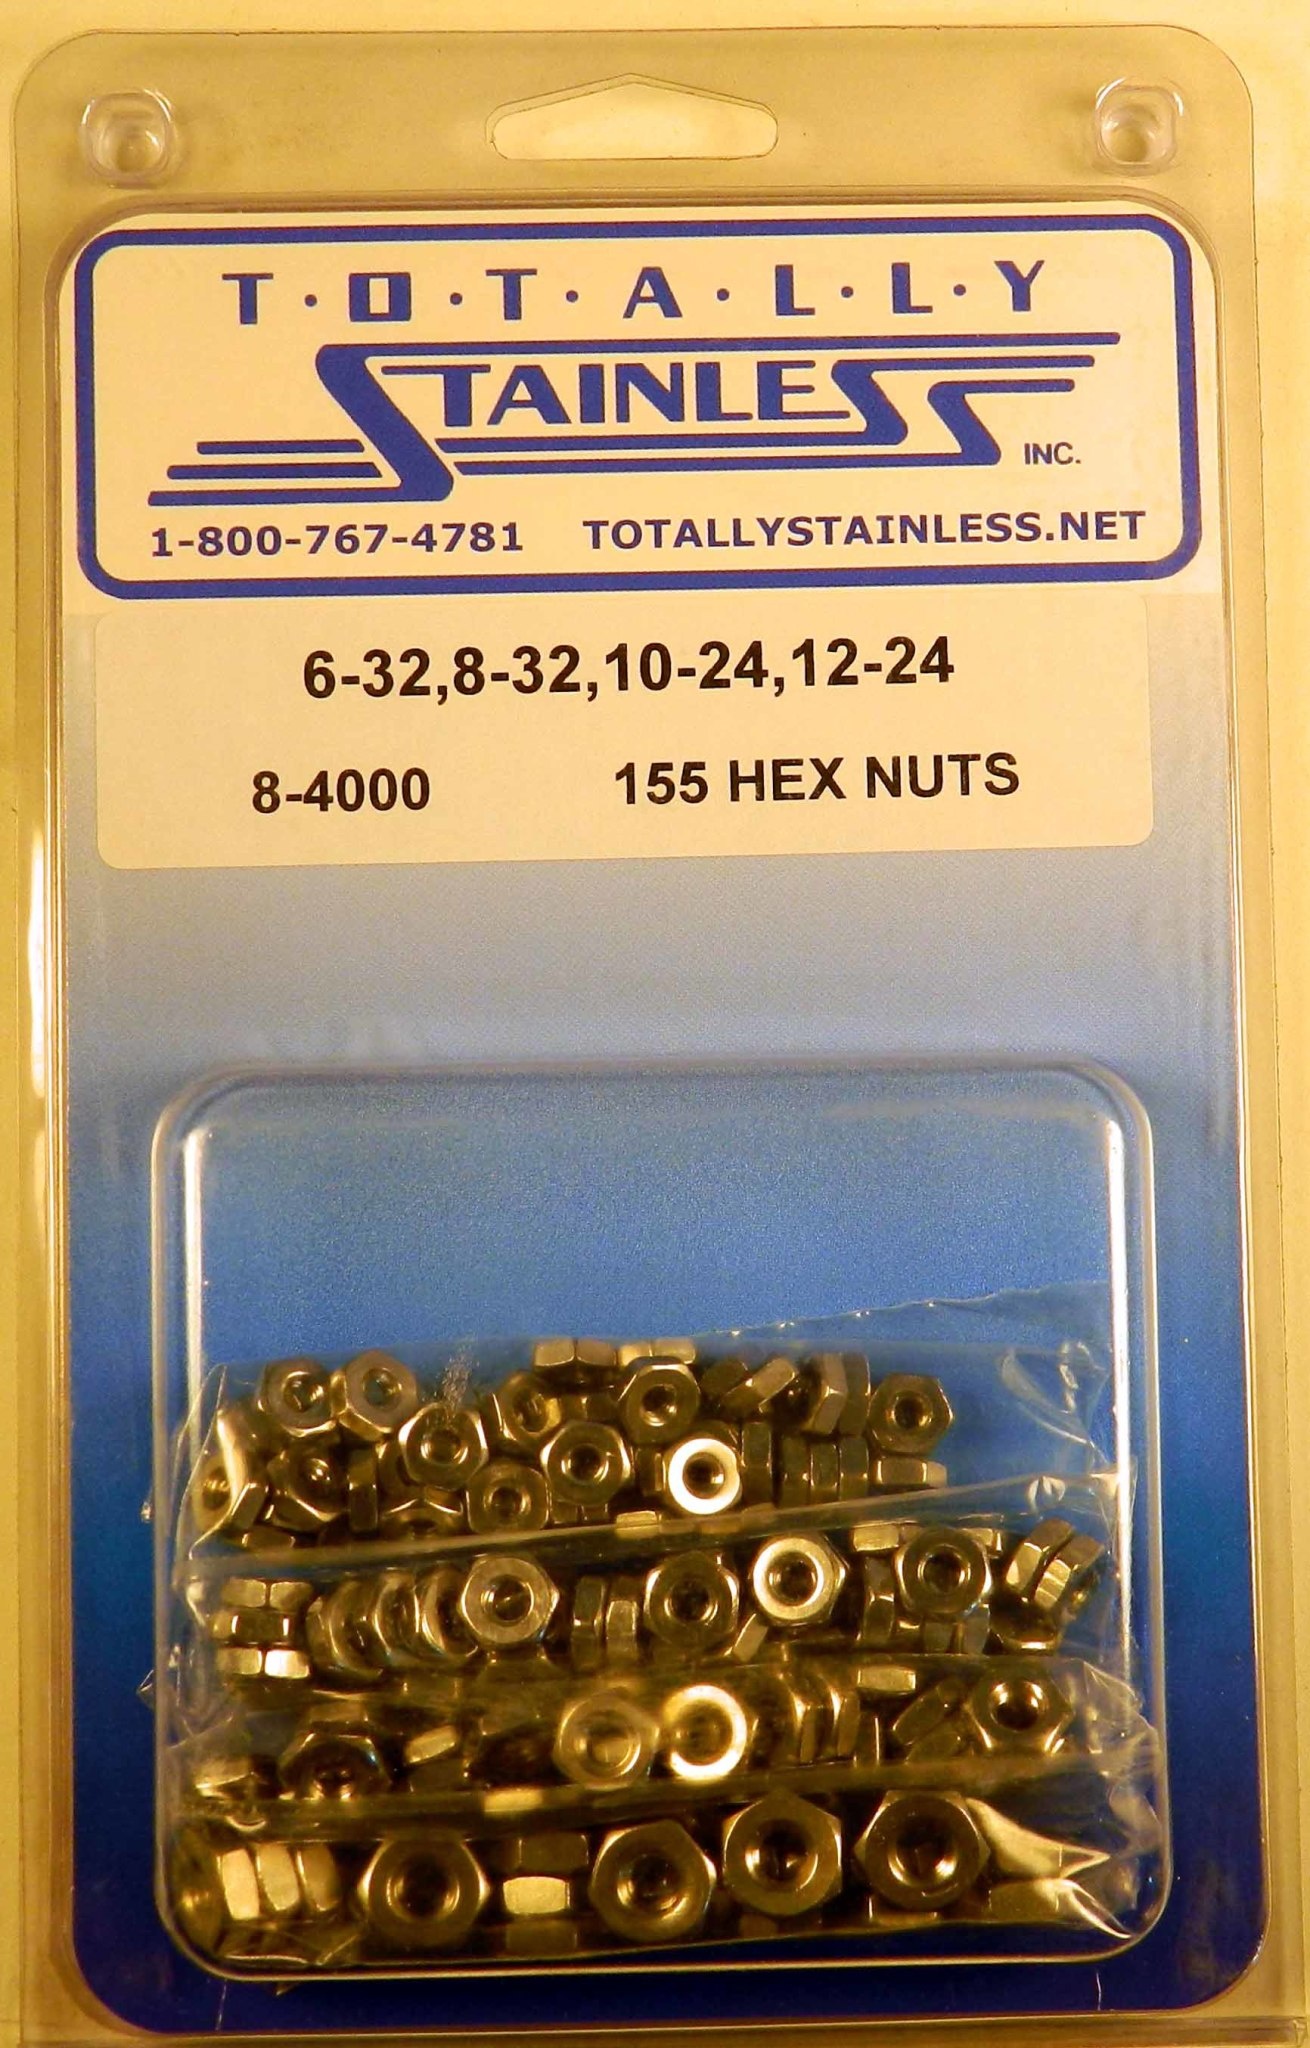 T·O·T·A·L·L·Y
STAINLESS
INC.
1-800-767-4781 TOTALLYSTAINLESS.NET
6-32,8-32,10-24,12-24
8-4000 155 HEX NUTS